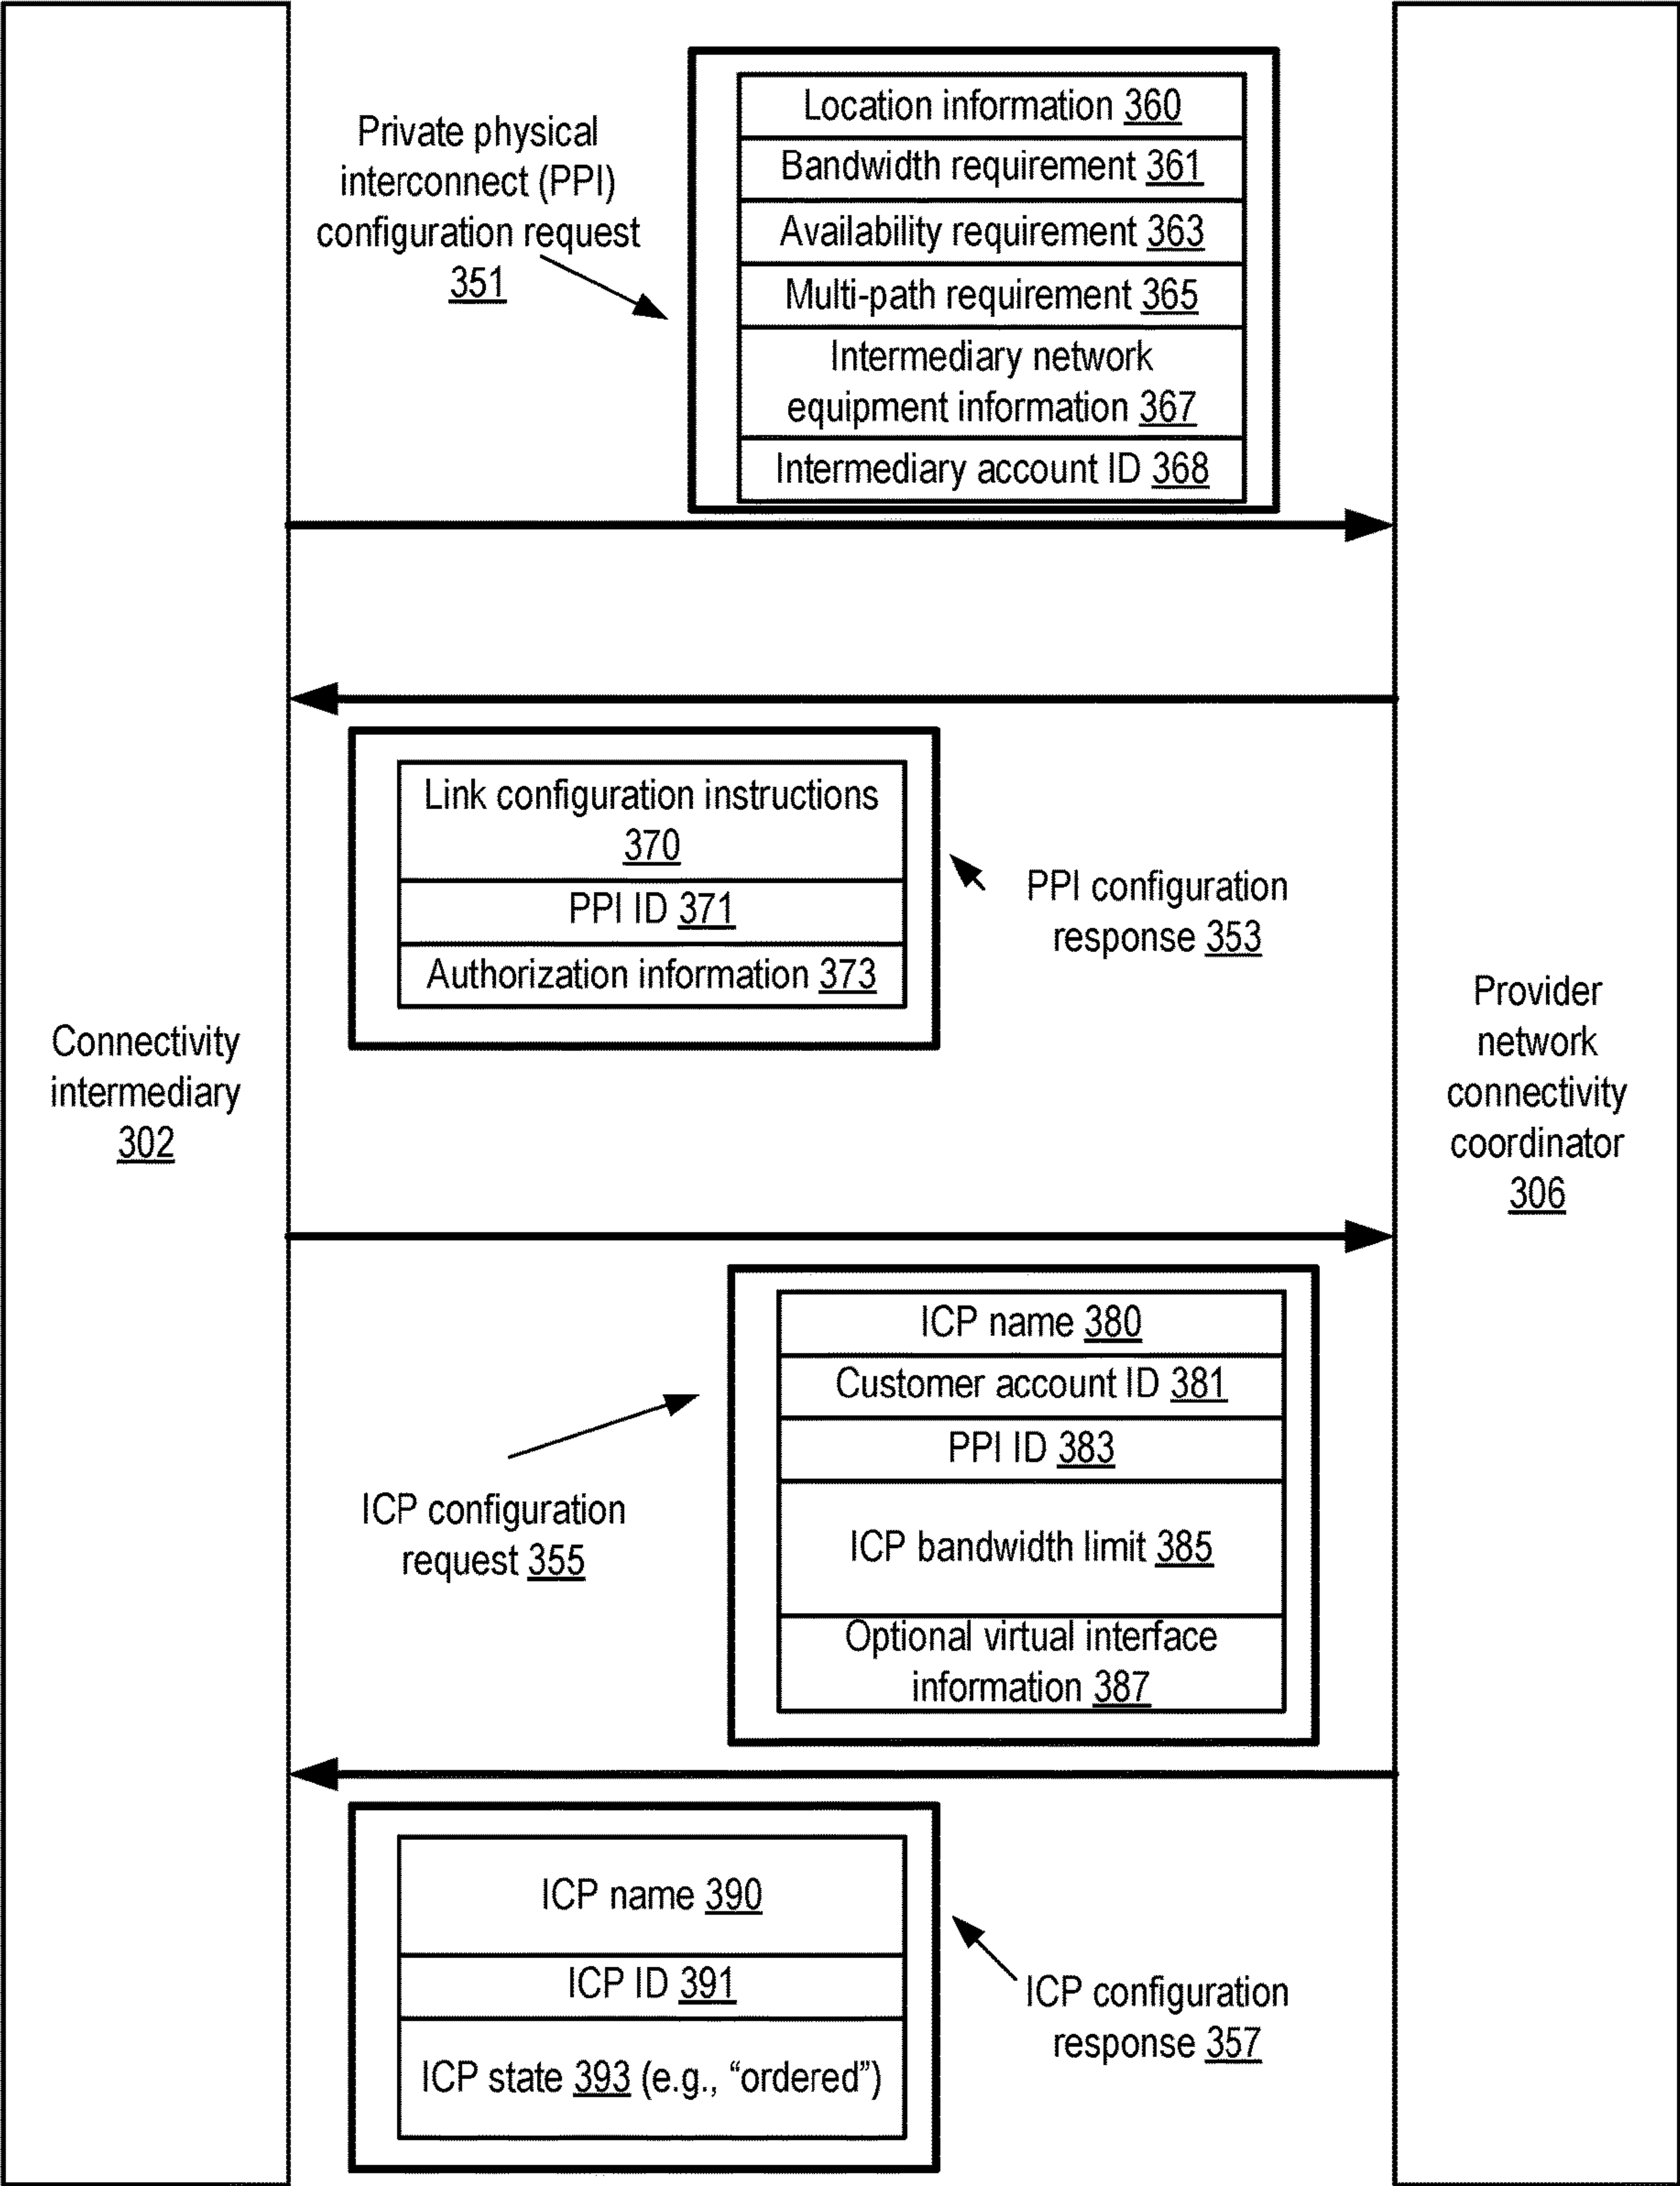 Private physical
interconnect (PPI)
configuration request
351
Location information 360
Bandwidth requirement 361
Availability requirement 363
Multi-path requirement 365
Intermediary network
equipment information 367
Intermediary account ID 368
Link configuration instructions
370
PPI ID 371
Authorization information 373
PPI configuration
response 353
Connectivity
intermediary
302
Provider
network
connectivity
coordinator
306
ICP configuration
request 355
ICP name 380
Customer account ID 381
PPI ID 383
ICP bandwidth limit 385
Optional virtual interface
information 387
ICP name 390
ICP ID 391
ICP state 393 (e.g., “ordered”)
ICP configuration
response 357